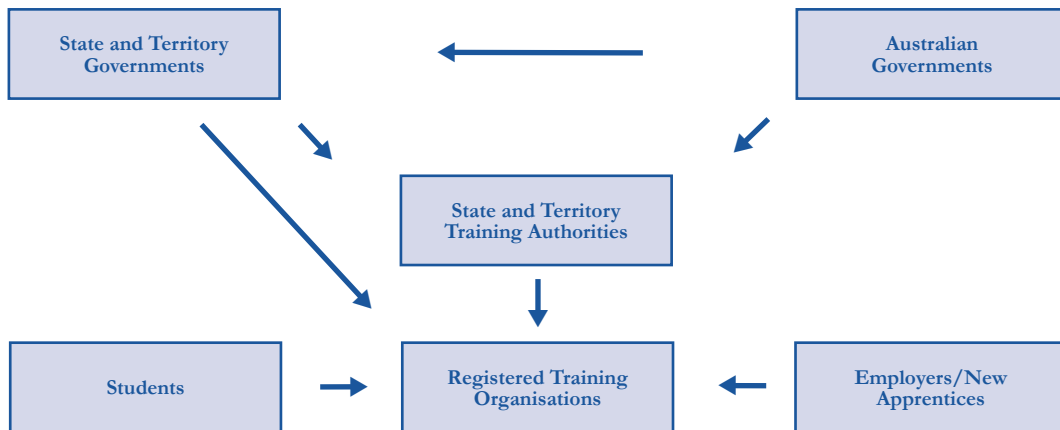 State and Territory
Governments
Australian
Governments
State and Territory
Training Authorities
Students
Registered Training
Organisations
Employers/New
Apprentices